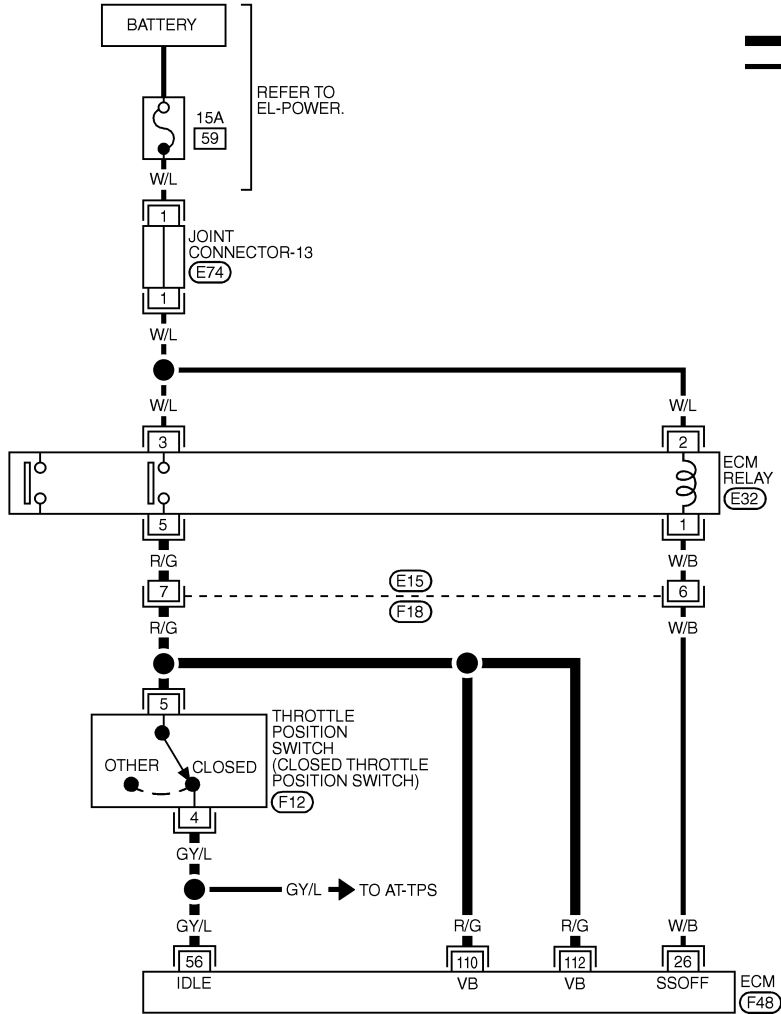 BATTERY
REFER TO
EL-POWER.
15A
59
W/L
1
JOINT
CONNECTOR-13
E74
1
W/L
W/L
W/L
3
2
ECM
RELAY
E32
5
1
R/G
W/B
E15
7
6
F18
R/G
W/B
5
THROTTLE
POSITION
SWITCH
(CLOSED THROTTLE
POSITION SWITCH)
F12
OTHER
CLOSED
4
GY/L
GY/L
TO AT-TPS
GY/L
R/G
R/G
W/B
56
110
112
26
IDLE
VB
VB
SSOFF
ECM
F48